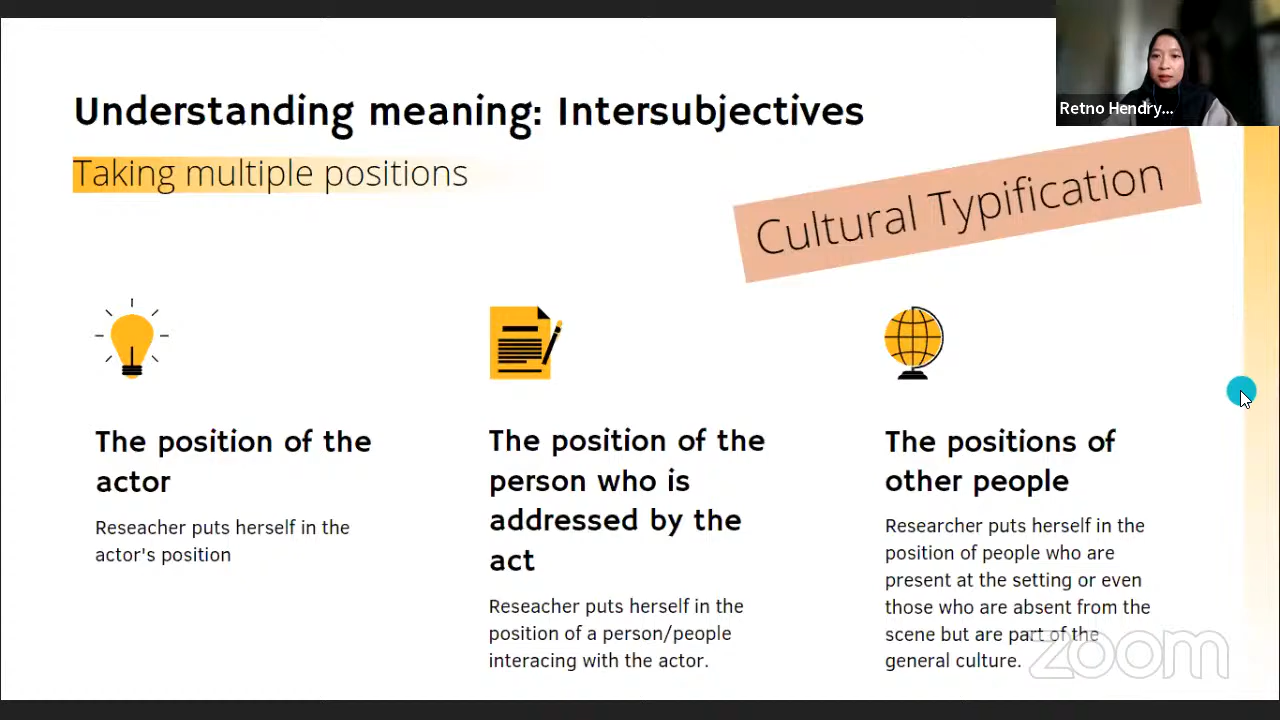 Retno Hendry...
Understanding meaning: Intersubjectives
Taking multiple positions
Cultural Typification
The position of the
actor
Reseacher puts herself in the
actor's position
The position of the
person who is
addressed by the
act
Reseacher puts herself in the
position of a person/people
interacing with the actor.
The positions of
other people
Researcher puts herself in the
position of people who are
present at the setting or even
those who are absent from the
scene but are part of the
general culture.
zoom